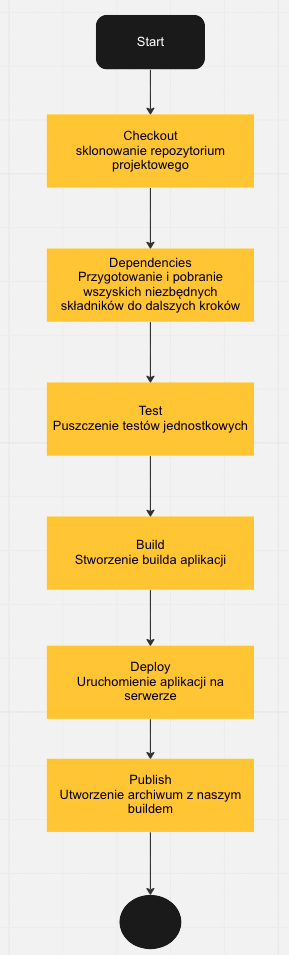 Start
Checkout
sklonowanie repozytorium
projektowego
Dependencies
Przygotowanie i pobranie
wszyskich niezbędnych
składników do dalszych kroków
Test
Puszczenie testów jednostkowych
Build
Stworzenie builda aplikacji
Deploy
Uruchomienie aplikacji na
serwerze
Publish
Utworzenie archiwum z naszym
buildem